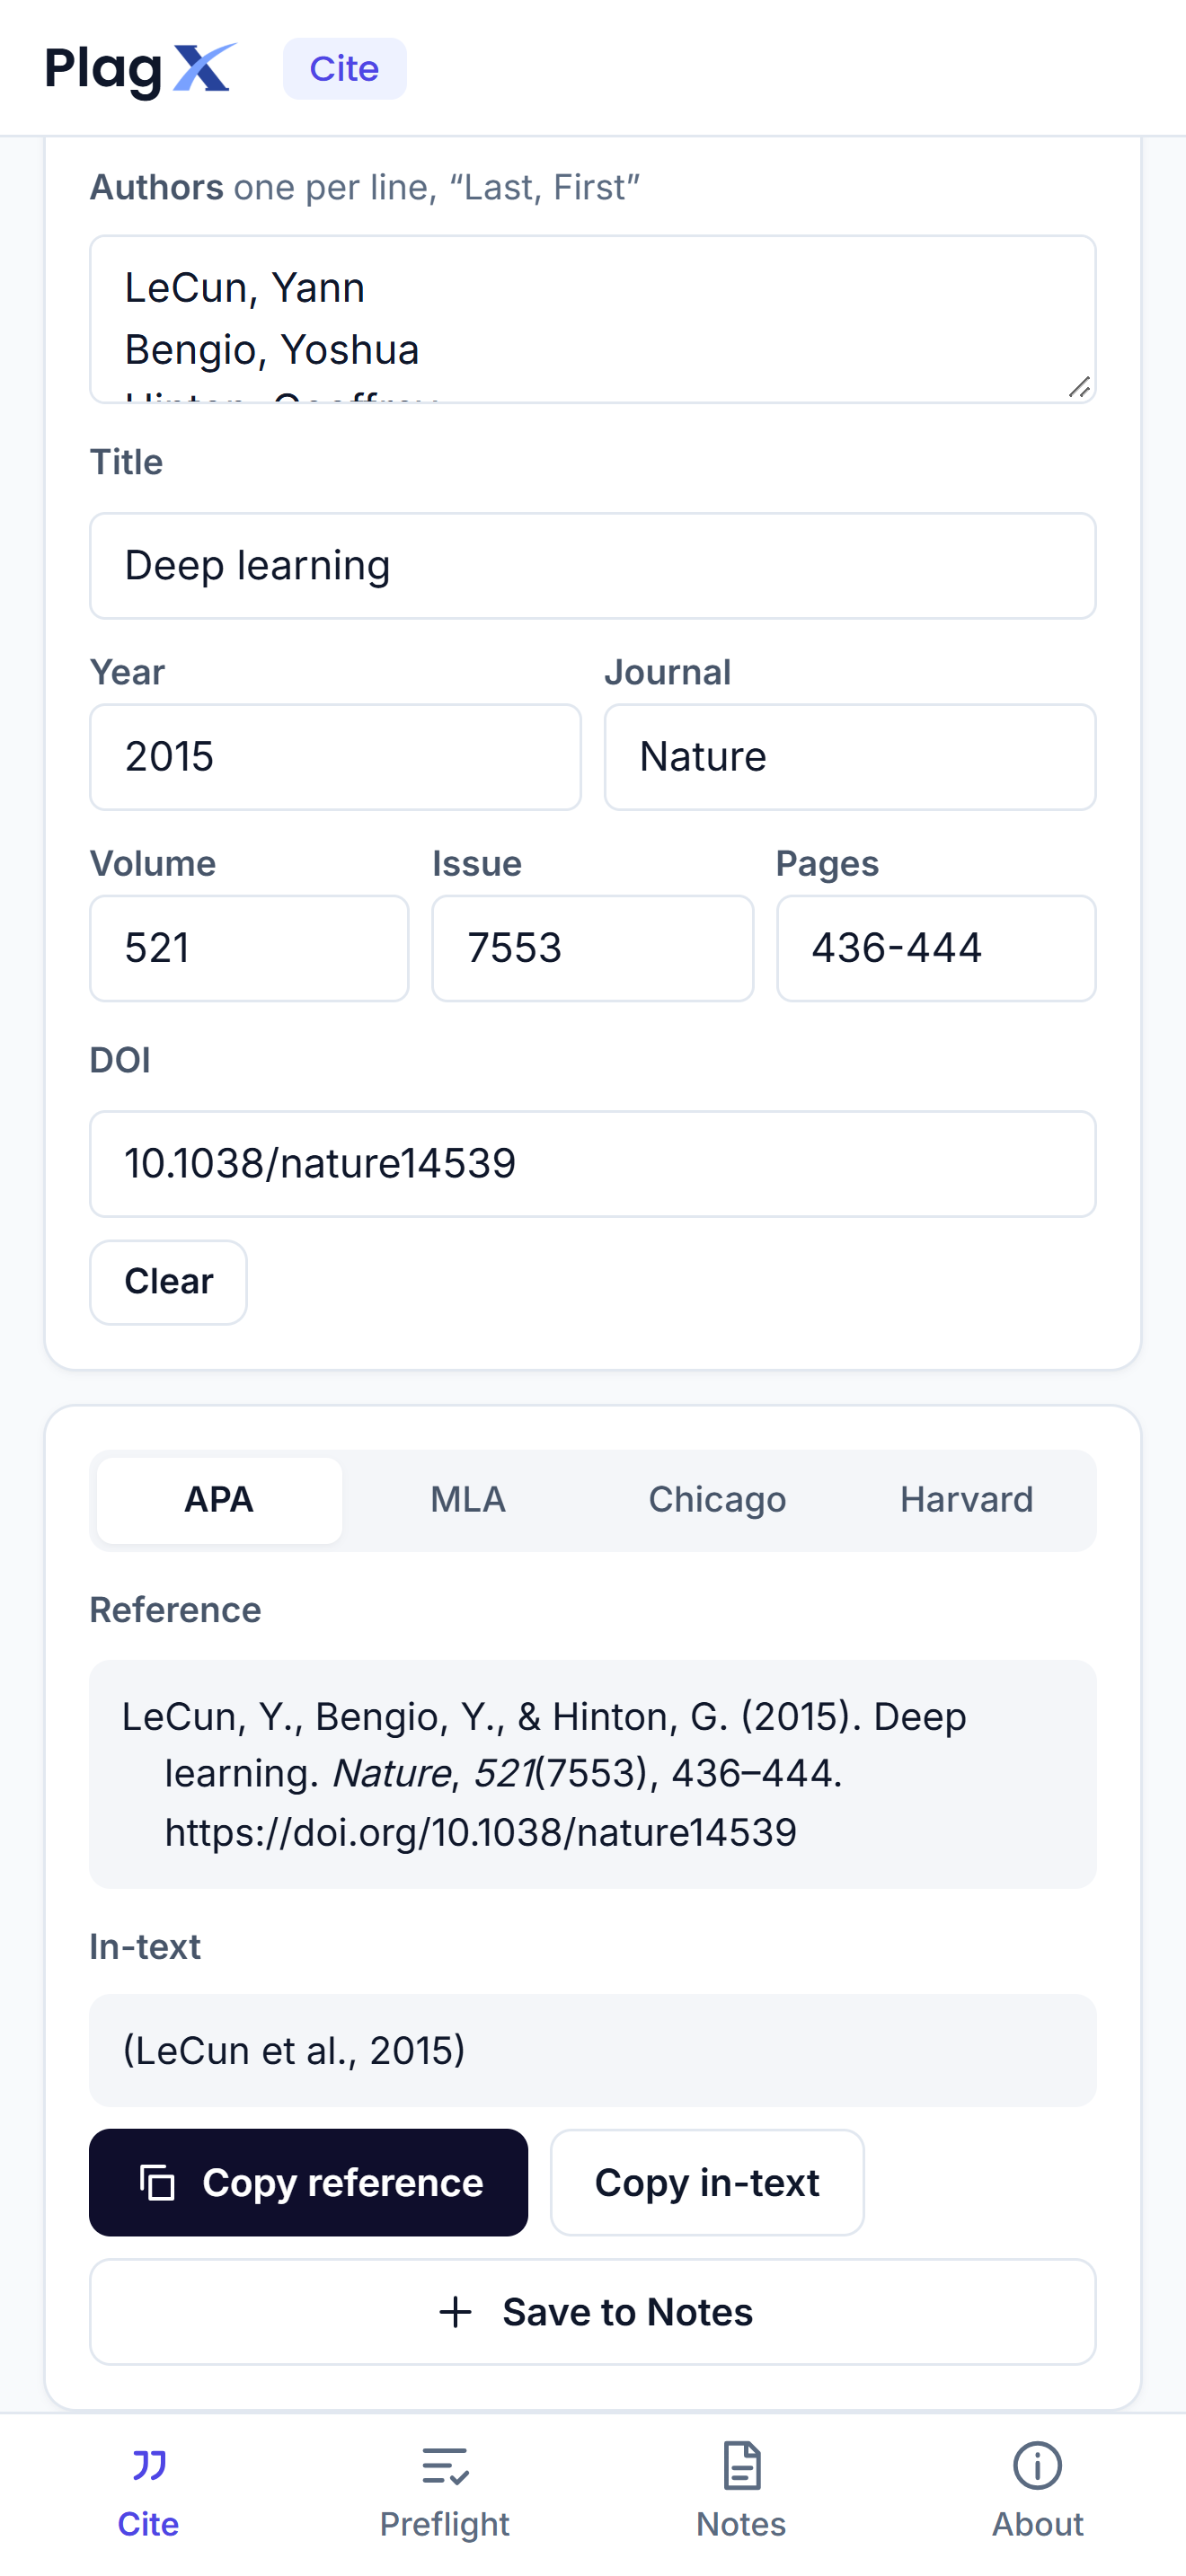 PlagX Cite
Authors one per line, “Last, First”
LeCun, Yann
Bengio, Yoshua
Hinton, Geoffrey
Title
Deep learning
Year Journal
2015 Nature
Volume Issue Pages
521 7553 436-444
DOI
10.1038/nature14539
Clear
APA MLA Chicago Harvard
Reference
LeCun, Y., Bengio, Y., & Hinton, G. (2015). Deep
learning. Nature, 521(7553), 436–444.
https://doi.org/10.1038/nature14539
In-text
(LeCun et al., 2015)
Copy reference Copy in-text
Save to Notes
Cite Preflight Notes About